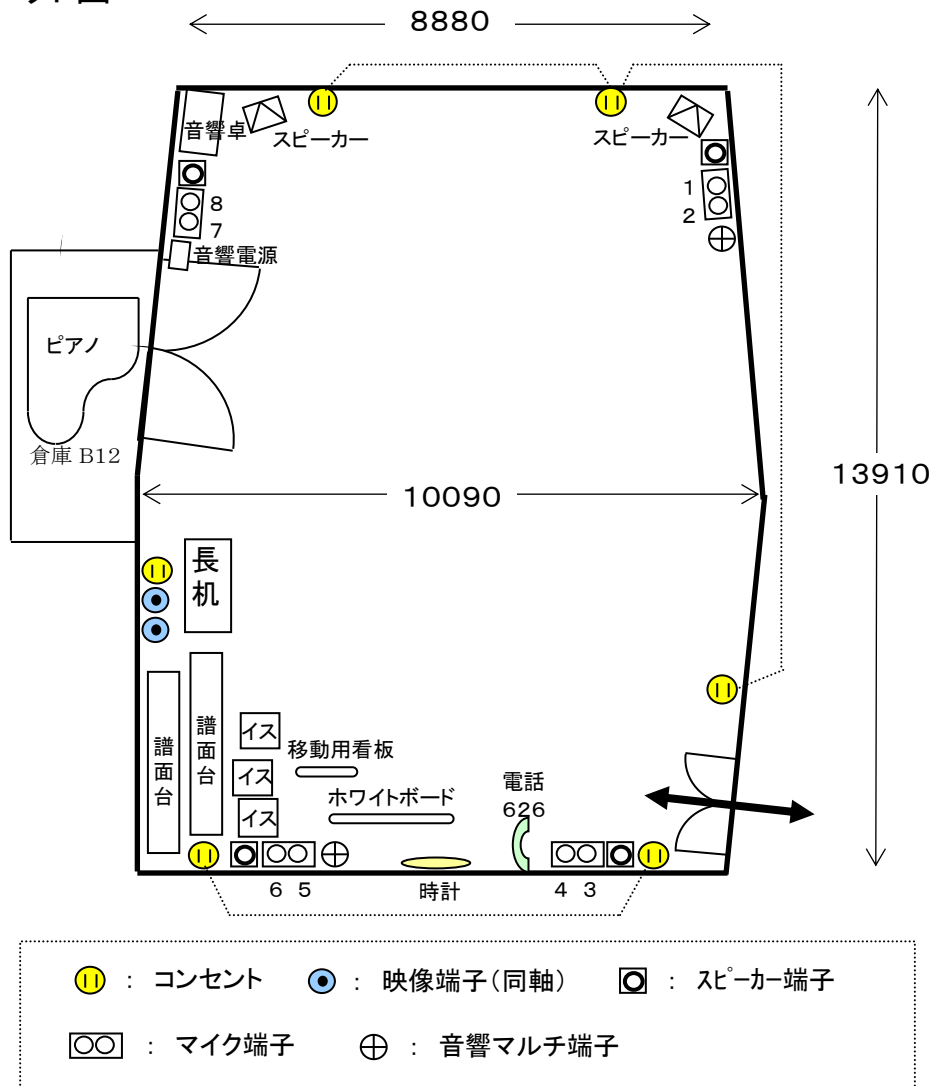 8880
音響卓
スピーカー
スピーカー
8
7
1
2
音響電源
ピアノ
倉庫 B12
10090
13910
長机
譜面台
譜面台
イス
イス
イス
移動用看板
ホワイトボード
電話
626
6 5
時計
4 3
: コンセント
: 映像端子(同軸)
: スピーカー端子
: マイク端子
: 音響マルチ端子